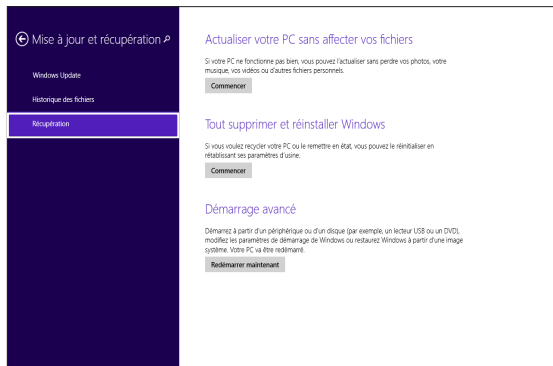 Mise à jour et récupération
Windows Update
Historique des fichiers
Récupération
Actualiser votre PC sans affecter vos fichiers
Si votre PC ne fonctionne pas bien, vous pouvez l'actualiser sans perdre vos photos, votre
musique, vos vidéos ou d'autres fichiers personnels.
Commencer
Tout supprimer et réinstaller Windows
Si vous voulez recycler votre PC ou le remettre en état, vous pouvez le réinitialiser en
rétablissant ses paramètres d'usine.
Commencer
Démarrage avancé
Démarrez à partir d'un périphérique ou d'un disque (par exemple, un lecteur USB ou un DVD),
modifiez les paramètres de démarrage de Windows ou restaurez Windows à partir d'une image
système. Votre PC va être redémarré.
Redémarrer maintenant